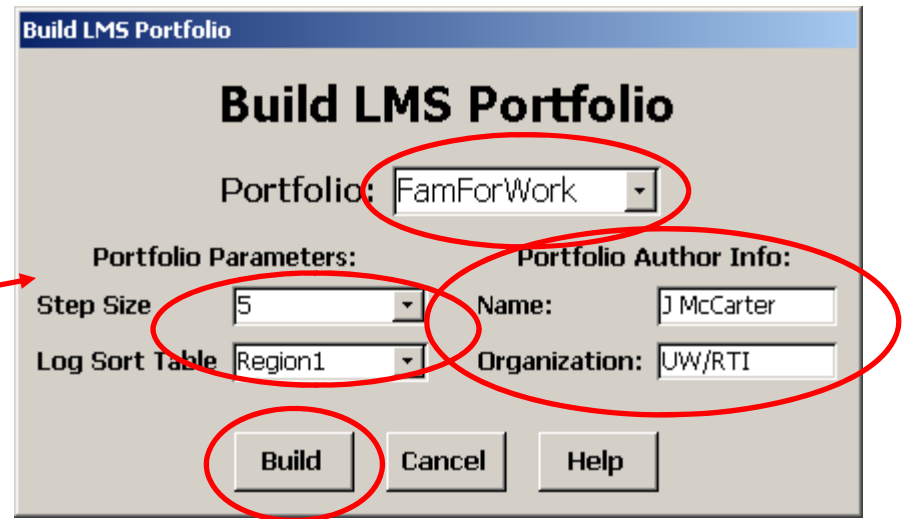 Build LMS Portfolio
Build LMS Portfolio
Portfolio: FamForWork
Portfolio Parameters: Portfolio Author Info:
Step Size 5 Name: J McCarter
Log Sort Table Region1 Organization: UW/RTI
Build Cancel Help